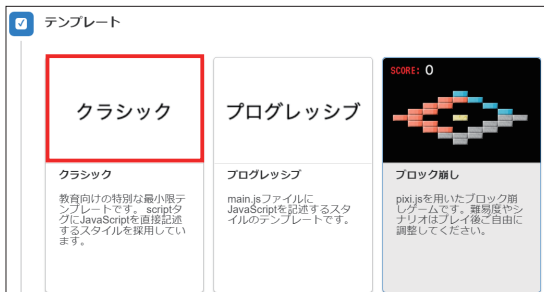 テンプレート
クラシック
プログレッシブ
SCORE: 0
クラシック
教育向けの特別な最小限テ
ンプレートです。 scriptタ
グにJavaScriptを直接記述
するスタイルを採用してい
ます。
プログレッシブ
main.jsファイルに
JavaScriptを記述するスタ
イルのテンプレートです。
ブロック崩し
pixi.jsを用いたブロック崩
しゲームです。難易度やシ
ナリオはプレイ後ご自由に
調整してください。